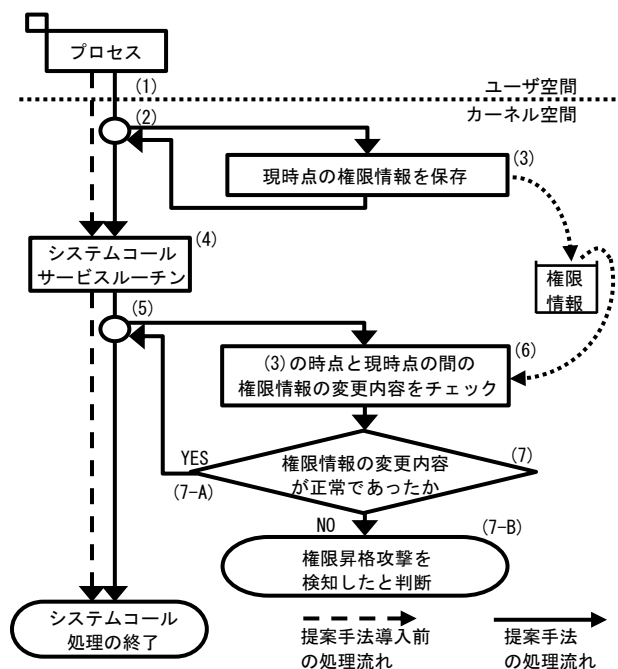 プロセス
(1)
ユーザ空間
カーネル空間
(2)
(3)
現時点の権限情報を保存
(4)
システムコール
サービスルーチン
権限
情報
(5)
(6)
(3)の時点と現時点の間の
権限情報の変更内容をチェック
YES
(7)
権限情報の変更内容
が正常であったか
(7-A)
NO
(7-B)
権限昇格攻撃を
検知したと判断
システムコール
処理の終了
提案手法導入前
の処理流れ
提案手法
の処理流れ